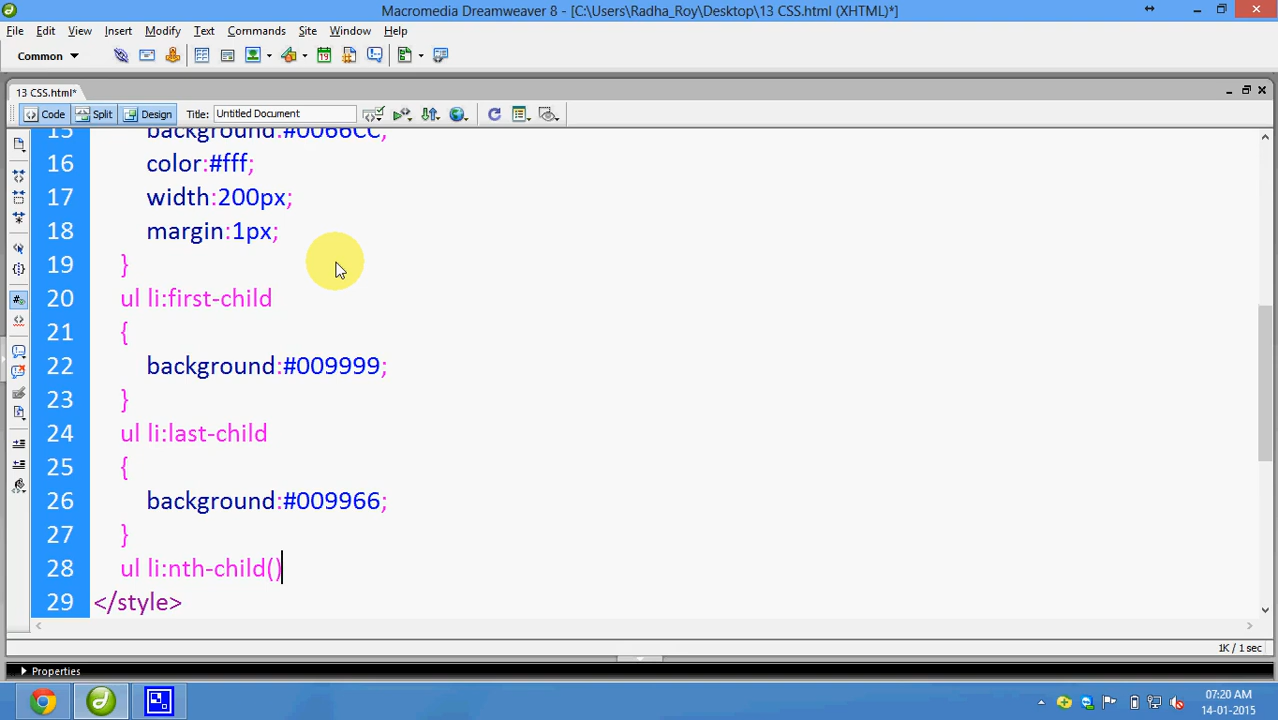 Macromedia Dreamweaver 8 - [C:\Users\Radha_Roy\Desktop\13 CSS.html (XHTML)*]
File Edit View Insert Modify Text Commands Site Window Help
Common
13 CSS.html*
Code Split Design Title: Untitled Document
15 background:#0066CC;
16 color:#fff;
17 width:200px;
18 margin:1px;
19 }
20 ul li:first-child
21 {
22 background:#009999;
23 }
24 ul li:last-child
25 {
26 background:#009966;
27 }
28 ul li:nth-child()
29 </style>
1K / 1 sec
Properties
07:20 AM
14-01-2015